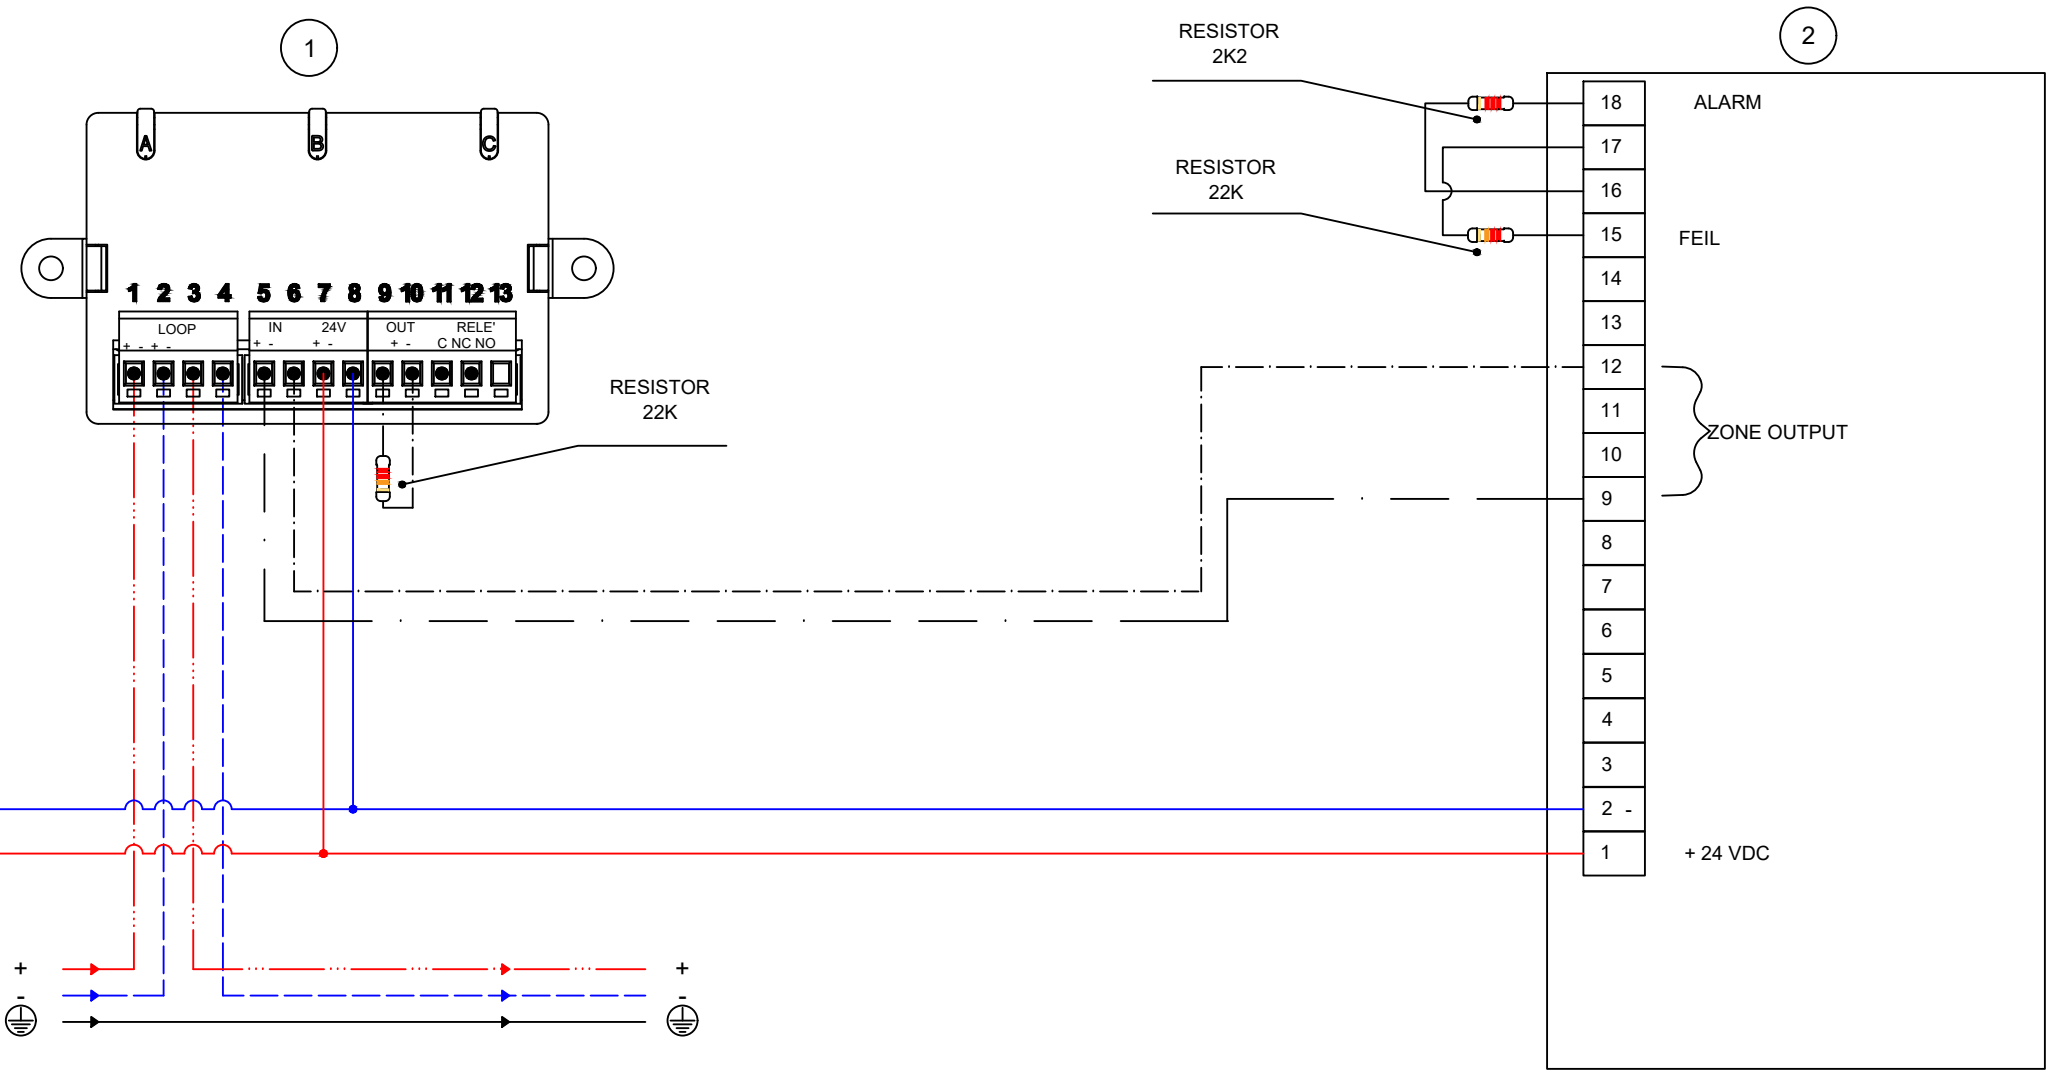 1
2
RESISTOR
2K2
18 ALARM
17
RESISTOR
22K
16
15 FEIL
14
13
12
11
ZONE OUTPUT
10
9
8
7
6
5
4
3
2 -
1 + 24 VDC
A B C
1 2 3 4 5 6 7 8 9 10 11 12 13
LOOP IN 24V OUT RELE'
+ - + - + - + - + - C NC NO
RESISTOR
22K
+ +
- -